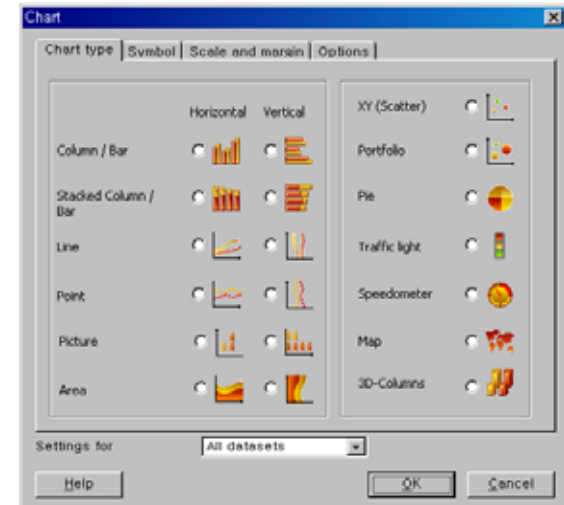 Chart
Chart type Symbol Scale and margin Options
Horizontal Vertical
Column / Bar
Stacked Column /
Bar
Line
Point
Picture
Area
XY (Scatter)
Portfolio
Pie
Traffic light
Speedometer
Map
3D-Columns
Settings for All datasets
Help OK Cancel